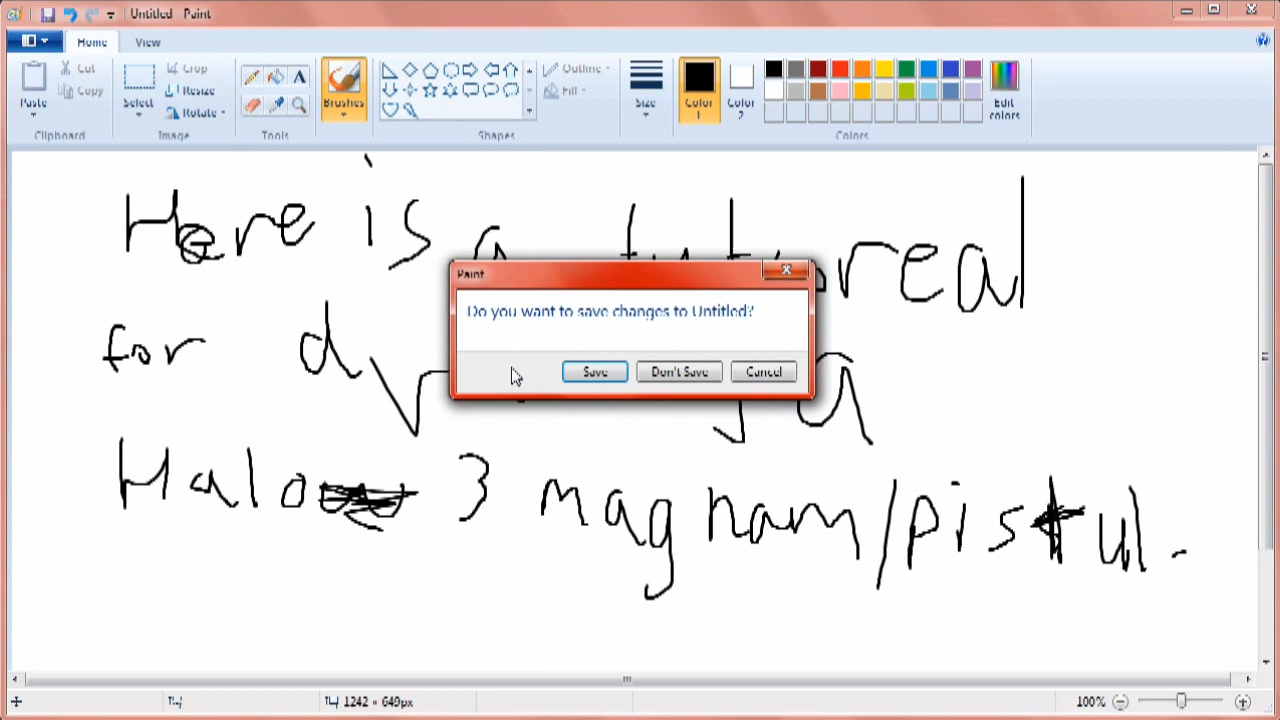 Untitled Paint
Home View
Cut
Crop
Outline
Copy
Resize
Fill
Paste
Select
Rotate
Brushes
Size
Color 1
Color 2
Edit colors
Clipboard
Image
Tools
Shapes
Colors
Here is a
for
Paint
Do you want to save changes to Untitled?
Save Don't Save Cancel
Halo 3 magnam/pistul.
1242 × 649px
100%